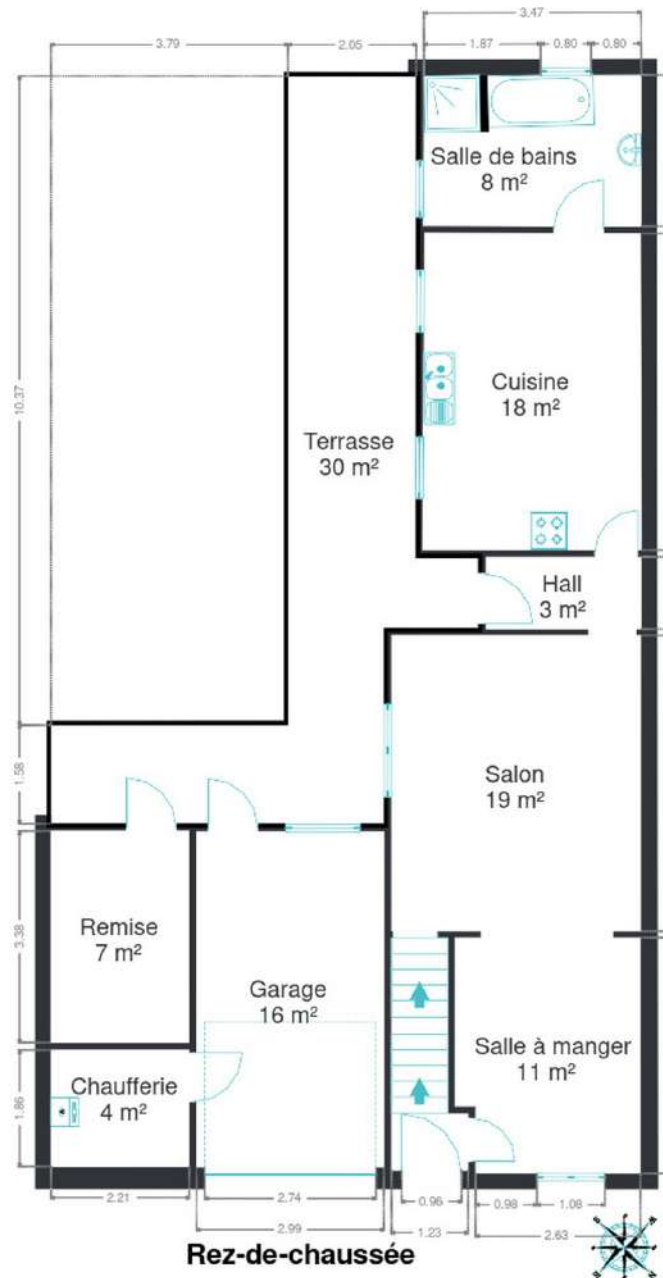 3.47
3.79
2.05
1.87
0.80
0.80
Salle de bains
8 m²
Cuisine
18 m²
10.37
Terrasse
30 m²
Hall
3 m²
1.58
Salon
19 m²
3.38
Remise
7 m²
Garage
16 m²
Salle à manger
11 m²
1.86
Chaufferie
4 m²
2.21
2.74
0.96
0.98
1.08
2.99
1.23
2.63
Rez-de-chaussée